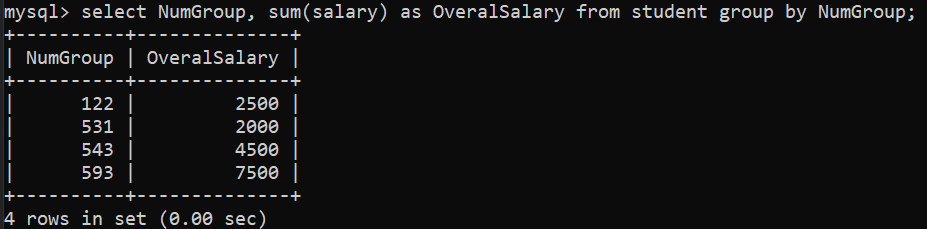 mysql> select NumGroup, sum(salary) as OveralSalary from student group by NumGroup;
+----------+--------------+
| NumGroup | OveralSalary |
+----------+--------------+
|      122 |         2500 |
|      531 |         2000 |
|      543 |         4500 |
|      593 |         7500 |
+----------+--------------+
4 rows in set (0.00 sec)